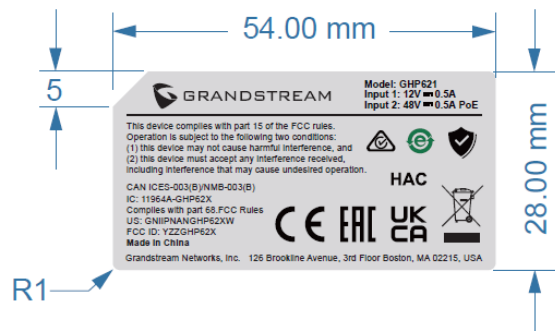 54.00 mm
5
GRANDSTREAM
Model: GHP621
Input 1: 12V ⎓ 0.5A
Input 2: 48V ⎓ 0.5A PoE
This device complies with part 15 of the FCC rules.
Operation is subject to the following two conditions:
(1) this device may not cause harmful interference, and
(2) this device must accept any interference received,
including interference that may cause undesired operation.
HAC
CAN ICES-003(B)/NMB-003(B)
IC: 11964A-GHP62X
Complies with part 68.FCC Rules
US: GNIIPNANGHP62XW
FCC ID: YZZGHP62X
Made in China
CE EAC UK
CA
Grandstream Networks, Inc. 126 Brookline Avenue, 3rd Floor Boston, MA 02215, USA
28.00 mm
R1